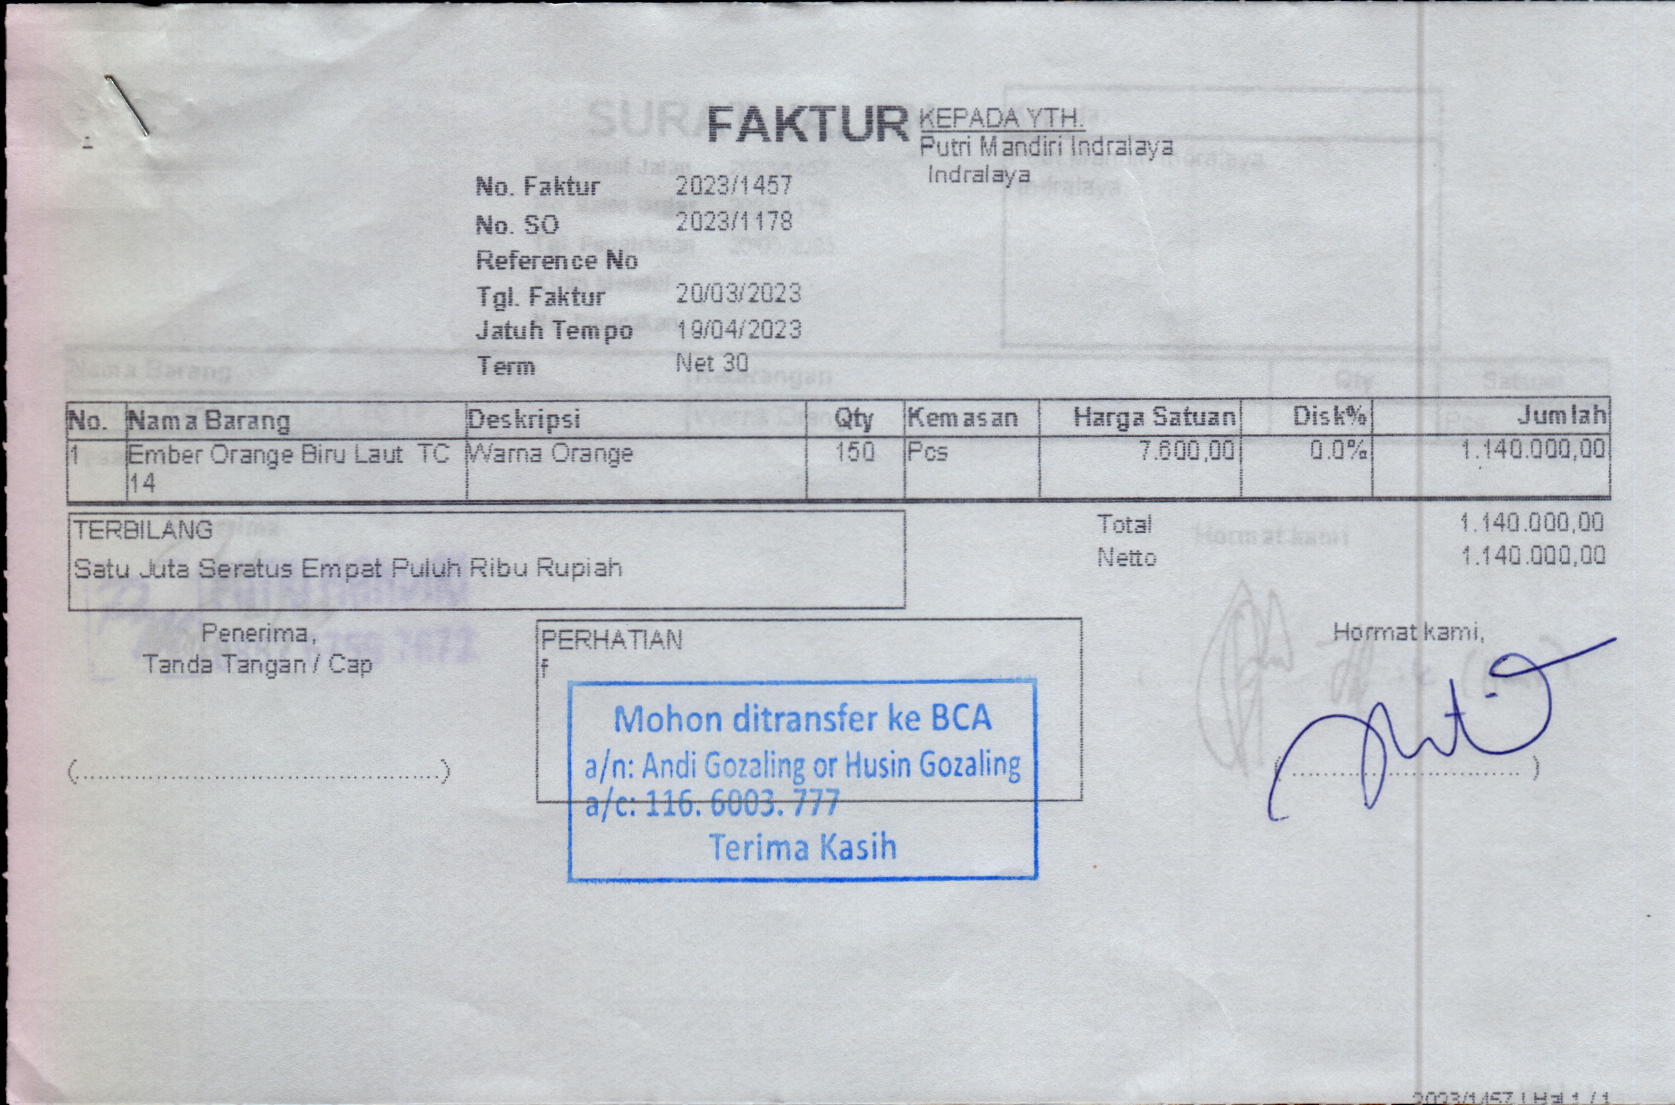 FAKTUR
KEPADA YTH.
Putri Mandiri Indralaya
Indralaya
No. Faktur 2023/1457
No. SO 2023/1178
Reference No
Tgl. Faktur 20/03/2023
Jatuh Tempo 19/04/2023
Term Net 30
No. Nama Barang Deskripsi Qty Kemasan Harga Satuan Disk% Jumlah
1 Ember Orange Biru Laut TC Warna Orange 150 Pcs 7.600,00 0.0% 1.140.000,00
14
TERBILANG
Satu Juta Seratus Empat Puluh Ribu Rupiah
Total 1.140.000,00
Netto 1.140.000,00
Penerima,
Tanda Tangan / Cap
(.............................................)
PERHATIAN
f
Mohon ditransfer ke BCA
a/n: Andi Gozaling or Husin Gozaling
a/c: 116. 6003. 777
Terima Kasih
Hormat kami,
(.............................)
2023/1457 | Hal 1 / 1